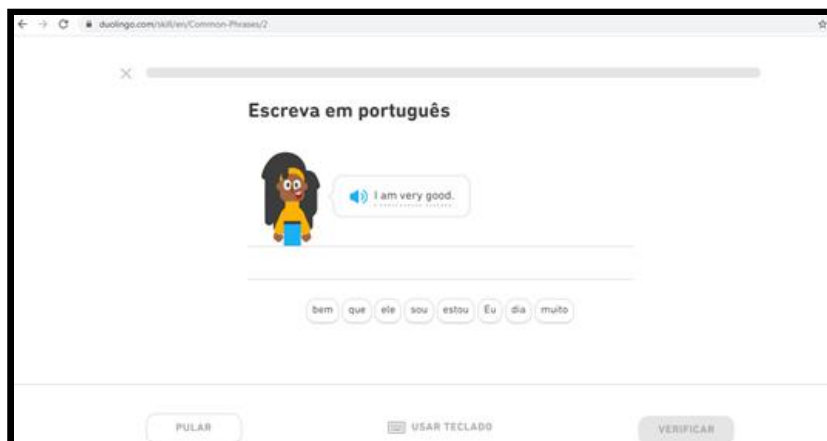 duolingo.com/skill/en/Common-Phrases/2
Escreva em português
I am very good.
bem que ele sou estou Eu dia muito
PULAR USAR TECLADO VERIFICAR